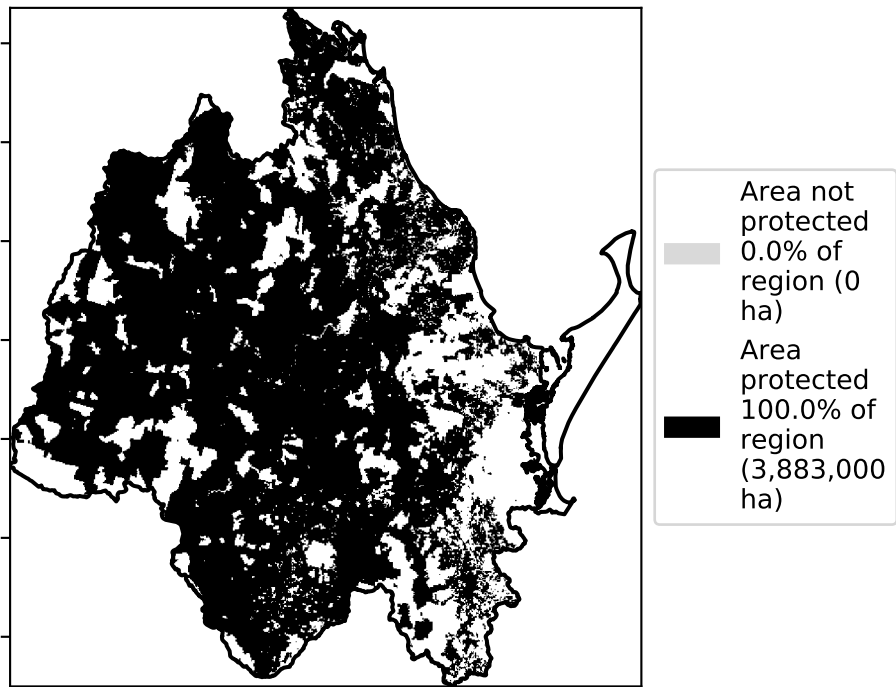 Area not
protected
0.0% of
region (0
ha)
Area
protected
100.0% of
region
(3,883,000
ha)